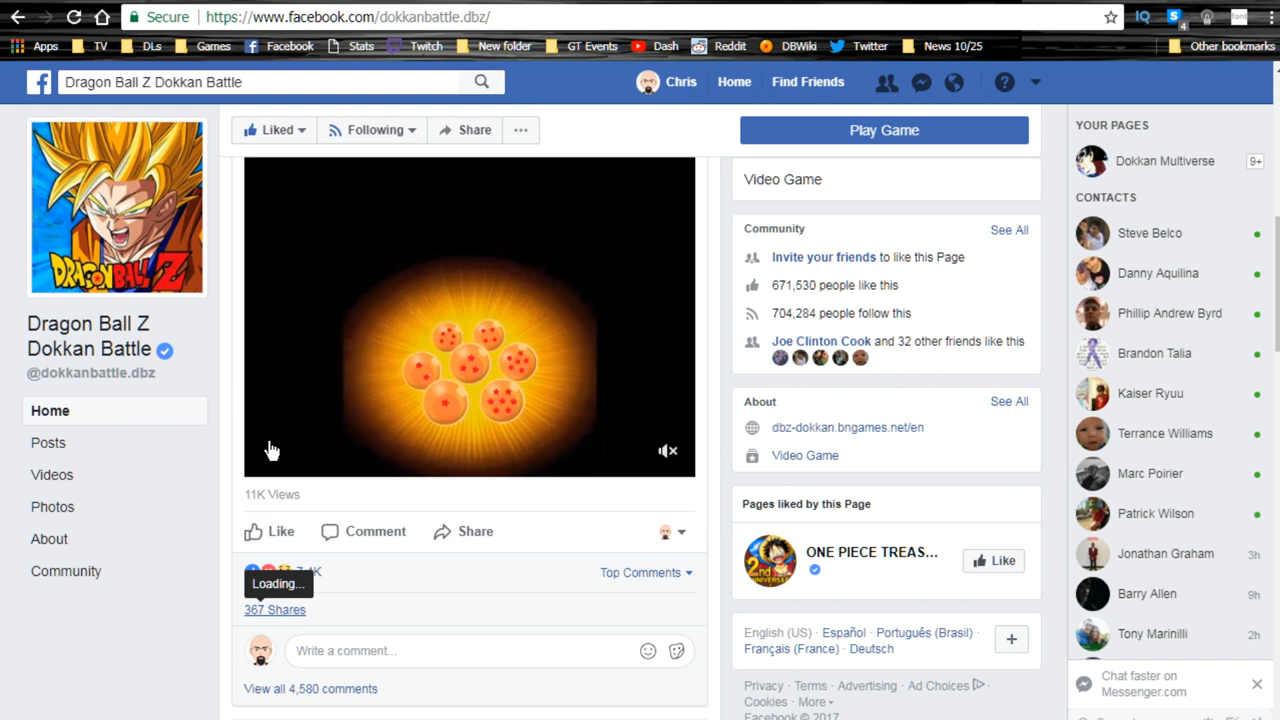 Secure
https://www.facebook.com/dokkanbattle.dbz/
IQ
4
font
Apps
TV
DLs
Games
Facebook
Stats
Twitch
New folder
GT Events
Dash
Reddit
DBWiki
Twitter
News 10/25
Other bookmarks
Dragon Ball Z Dokkan Battle
Chris
Home
Find Friends
DRAGONBALL Z
Dragon Ball Z
Dokkan Battle
@dokkanbattle.dbz
Home
Posts
Videos
Photos
About
Community
Liked
Following
Share
Play Game
11K Views
Like
Comment
Share
Loading...
Top Comments
367 Shares
Write a comment...
View all 4,580 comments
Video Game
Community
See All
Invite your friends to like this Page
671,530 people like this
704,284 people follow this
Joe Clinton Cook and 32 other friends like this
About
See All
dbz-dokkan.bngames.net/en
Video Game
Pages liked by this Page
2nd ANNIVERSARY
ONE PIECE TREAS...
Like
English (US) · Español · Português (Brasil) ·
Français (France) · Deutsch
Privacy · Terms · Advertising · Ad Choices ·
Cookies · More
Facebook © 2017
YOUR PAGES
Dokkan Multiverse
9+
CONTACTS
Steve Belco
Danny Aquilina
Phillip Andrew Byrd
Brandon Talia
Kaiser Ryuu
Terrance Williams
Marc Poirier
Patrick Wilson
Jonathan Graham
3h
Barry Allen
9h
Tony Marinilli
2h
Chat faster on
Messenger.com